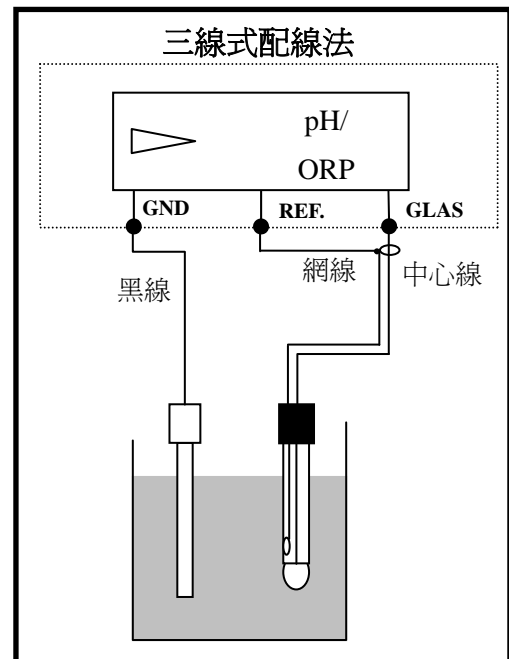 三線式配線法
pH/
ORP
GND
REF.
GLAS
網線
中心線
黑線